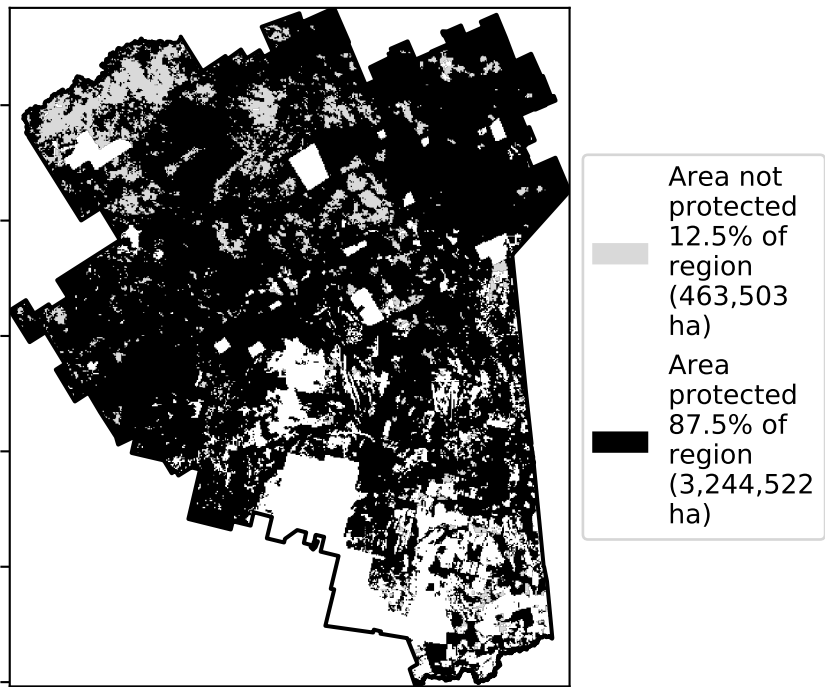 Area not
protected
12.5% of
region
(463,503
ha)
Area
protected
87.5% of
region
(3,244,522
ha)